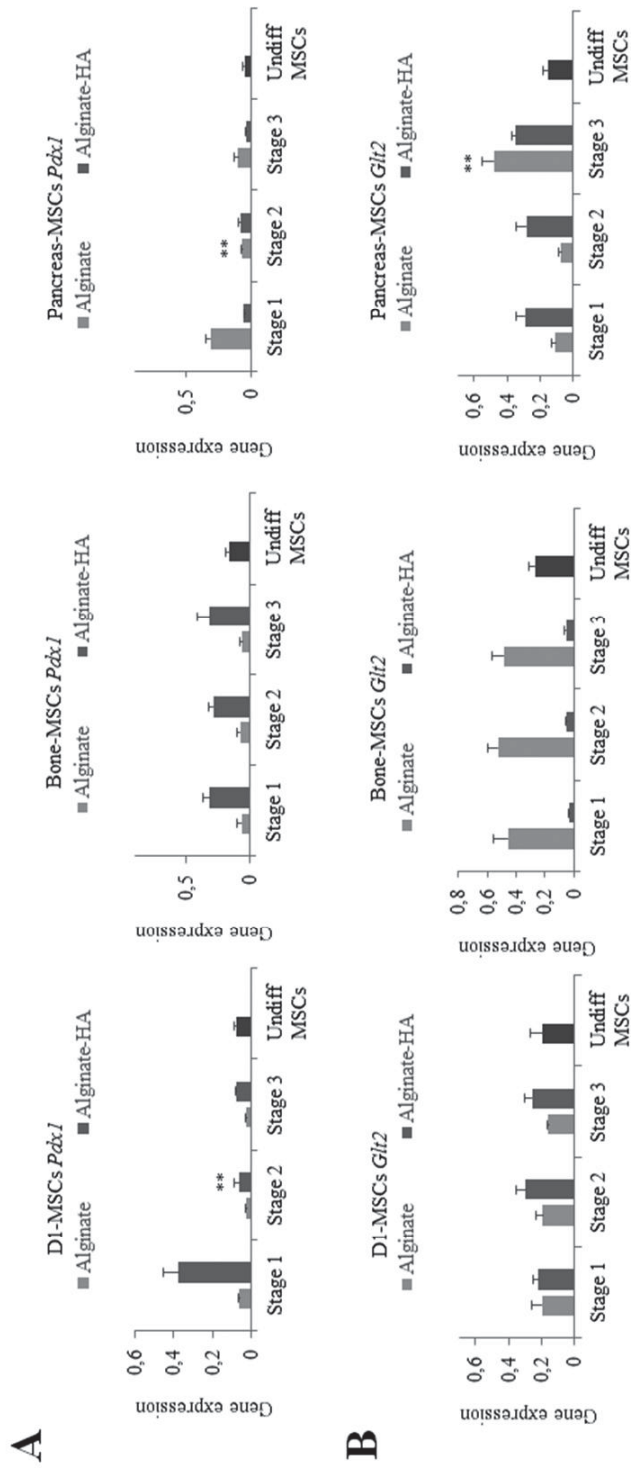 A
D1-MSCs Pdx1
Alginate Alginate-HA
Gene expression
0,6
0,4
0,2
0
**
Stage 1 Stage 2 Stage 3 Undiff
MSCs
Bone-MSCs Pdx1
Alginate Alginate-HA
Gene expression
0,5
0
Stage 1 Stage 2 Stage 3 Undiff
MSCs
Pancreas-MSCs Pdx1
Alginate Alginate-HA
Gene expression
0,5
0
**
Stage 1 Stage 2 Stage 3 Undiff
MSCs
B
D1-MSCs Glt2
Alginate Alginate-HA
Gene expression
0,6
0,4
0,2
0
Stage 1 Stage 2 Stage 3 Undiff
MSCs
Bone-MSCs Glt2
Alginate Alginate-HA
Gene expression
0,8
0,6
0,4
0,2
0
Stage 1 Stage 2 Stage 3 Undiff
MSCs
Pancreas-MSCs Glt2
Alginate Alginate-HA
Gene expression
0,6
0,4
0,2
0
**
Stage 1 Stage 2 Stage 3 Undiff
MSCs